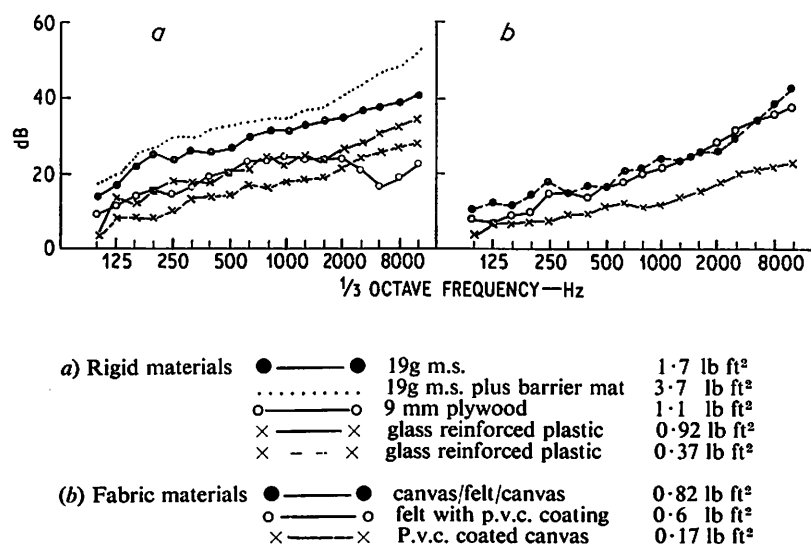 a
b
60
40
20
0
dB
125 250 500 1000 2000 8000 125 250 500 1000 2000 8000
1/3 OCTAVE FREQUENCY—Hz
a) Rigid materials 19g m.s. 1·7 lb ft²
19g m.s. plus barrier mat 3·7 lb ft²
9 mm plywood 1·1 lb ft²
glass reinforced plastic 0·92 lb ft²
glass reinforced plastic 0·37 lb ft²
(b) Fabric materials canvas/felt/canvas 0·82 lb ft²
felt with p.v.c. coating 0·6 lb ft²
P.v.c. coated canvas 0·17 lb ft²